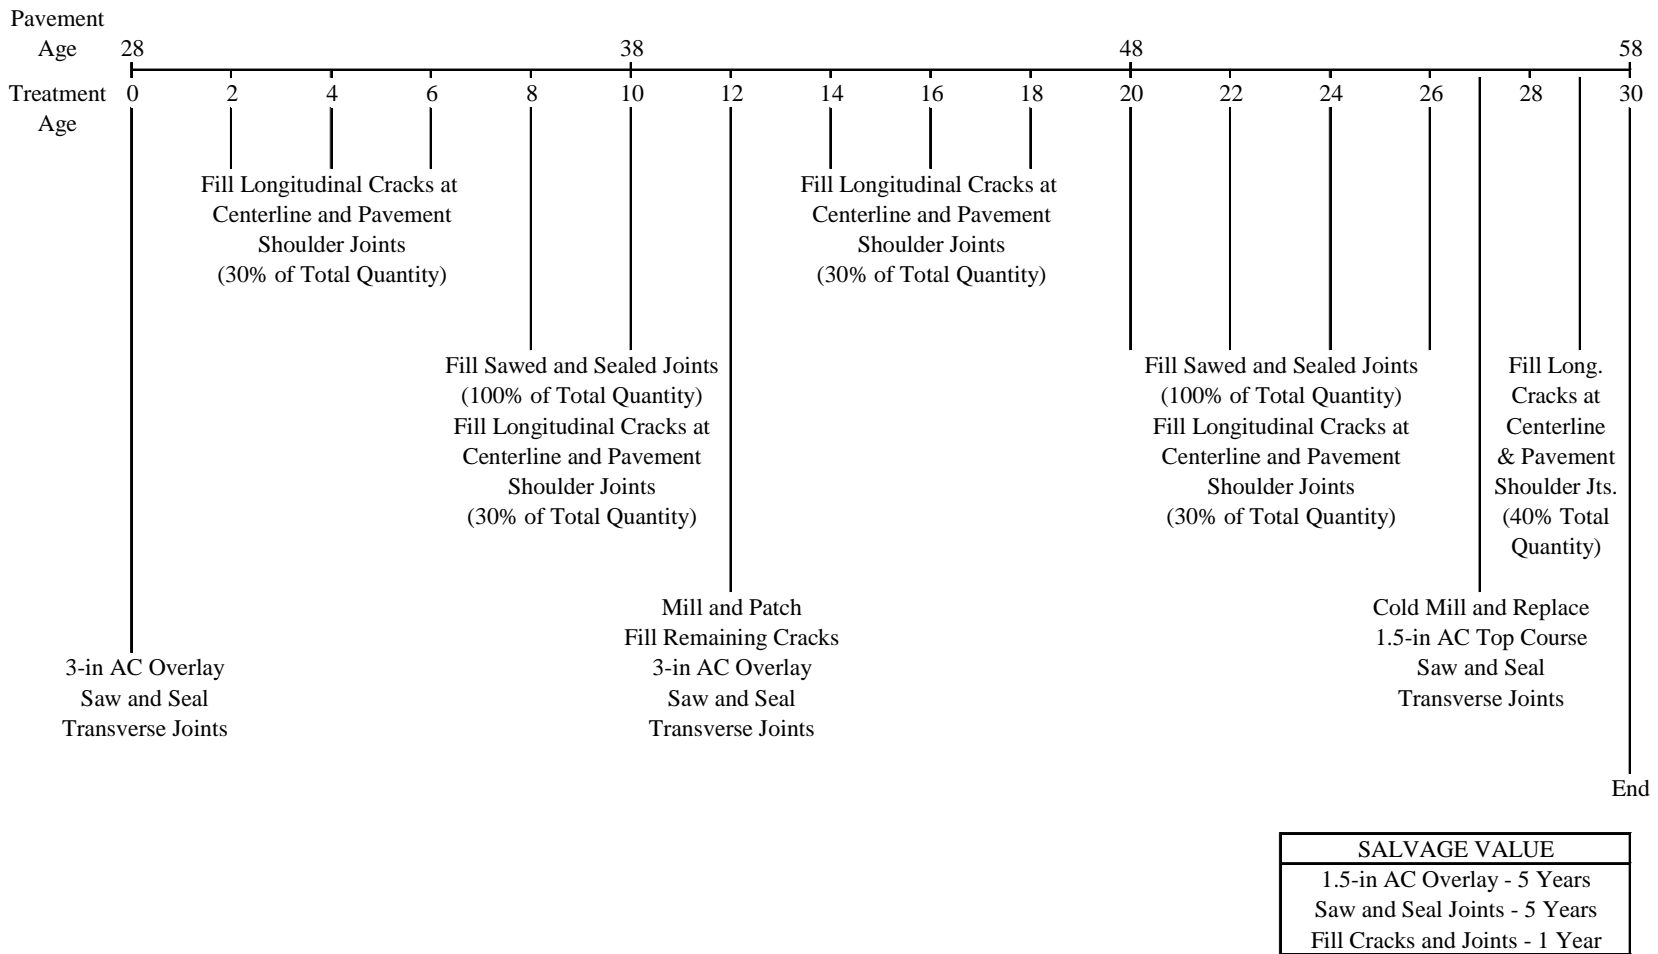 Pavement
Age 28 38 48 58
Treatment 0 2 4 6 8 10 12 14 16 18 20 22 24 26 28 30
Age
Fill Longitudinal Cracks at
Centerline and Pavement
Shoulder Joints
(30% of Total Quantity)
Fill Longitudinal Cracks at
Centerline and Pavement
Shoulder Joints
(30% of Total Quantity)
Fill Sawed and Sealed Joints
(100% of Total Quantity)
Fill Longitudinal Cracks at
Centerline and Pavement
Shoulder Joints
(30% of Total Quantity)
Fill Sawed and Sealed Joints
(100% of Total Quantity)
Fill Longitudinal Cracks at
Centerline and Pavement
Shoulder Joints
(30% of Total Quantity)
Fill Long.
Cracks at
Centerline
& Pavement
Shoulder Jts.
(40% Total
Quantity)
3-in AC Overlay
Saw and Seal
Transverse Joints
Mill and Patch
Fill Remaining Cracks
3-in AC Overlay
Saw and Seal
Transverse Joints
Cold Mill and Replace
1.5-in AC Top Course
Saw and Seal
Transverse Joints
End
SALVAGE VALUE
1.5-in AC Overlay - 5 Years
Saw and Seal Joints - 5 Years
Fill Cracks and Joints - 1 Year